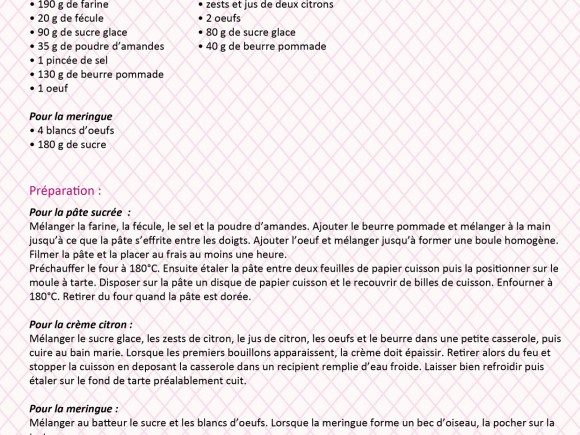 • 190 g de farine
• 20 g de fécule
• 90 g de sucre glace
• 35 g de poudre d’amandes
• 1 pincée de sel
• 130 g de beurre pommade
• 1 oeuf
• zests et jus de deux citrons
• 2 oeufs
• 80 g de sucre glace
• 40 g de beurre pommade
Pour la meringue
• 4 blancs d’oeufs
• 180 g de sucre
Préparation :
Pour la pâte sucrée  :
Mélanger la farine, la fécule, le sel et la poudre d’amandes. Ajouter le beurre pommade et mélanger à la main
jusqu’à ce que la pâte s’effrite entre les doigts. Ajouter l’oeuf et mélanger jusqu’à former une boule homogène.
Filmer la pâte et la placer au frais au moins une heure.
Préchauffer le four à 180°C. Ensuite étaler la pâte entre deux feuilles de papier cuisson puis la positionner sur le
moule à tarte. Disposer sur la pâte un disque de papier cuisson et le recouvrir de billes de cuisson. Enfourner à
180°C. Retirer du four quand la pâte est dorée.
Pour la crème citron :
Mélanger le sucre glace, les zests de citron, le jus de citron, les oeufs et le beurre dans une petite casserole, puis
cuire au bain marie. Lorsque les premiers bouillons apparaissent, la crème doit épaissir. Retirer alors du feu et
stopper la cuisson en deposant la casserole dans un recipient remplie d’eau froide. Laisser bien refroidir puis
étaler sur le fond de tarte préalablement cuit.
Pour la meringue :
Mélanger au batteur le sucre et les blancs d’oeufs. Lorsque la meringue forme un bec d’oiseau, la pocher sur la